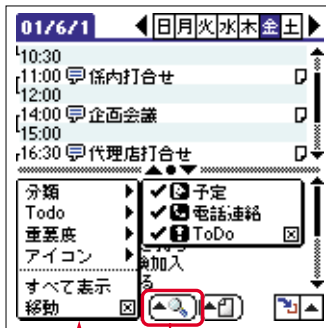 01/6/1 日月火水木金土
10:30
11:00 係内打合せ
12:00
14:00 企画会議
15:00
16:30 代理店打合せ
分類
Todo
重要度
アイコン
すべて表示
移動
予定
電話連絡
ToDo
険加入
る